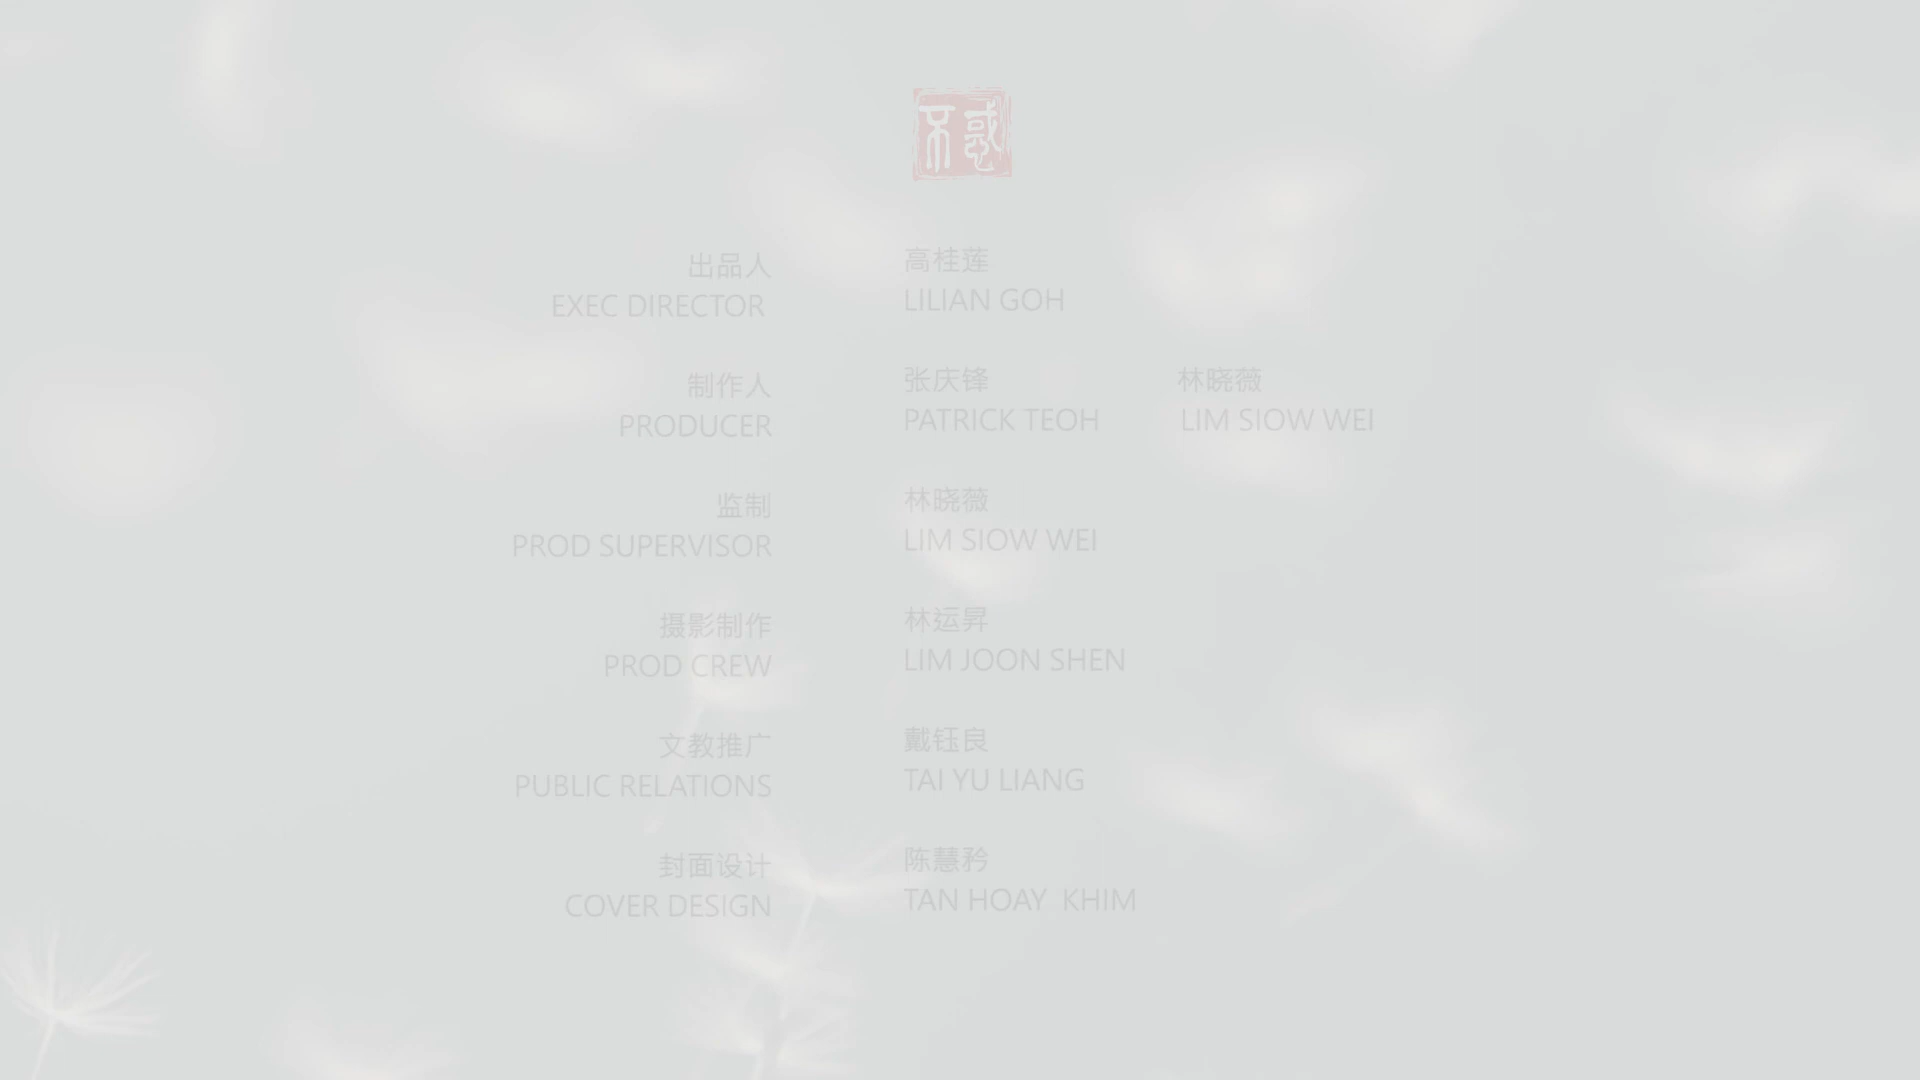 不惑
出品人 高桂莲
EXEC DIRECTOR LILIAN GOH
制作人 张庆锋 林晓薇
PRODUCER PATRICK TEOH LIM SIOW WEI
监制 林晓薇
PROD SUPERVISOR LIM SIOW WEI
摄影制作 林运昇
PROD CREW LIM JOON SHEN
文教推广 戴钰良
PUBLIC RELATIONS TAI YU LIANG
封面设计 陈慧矜
COVER DESIGN TAN HOAY KHIM